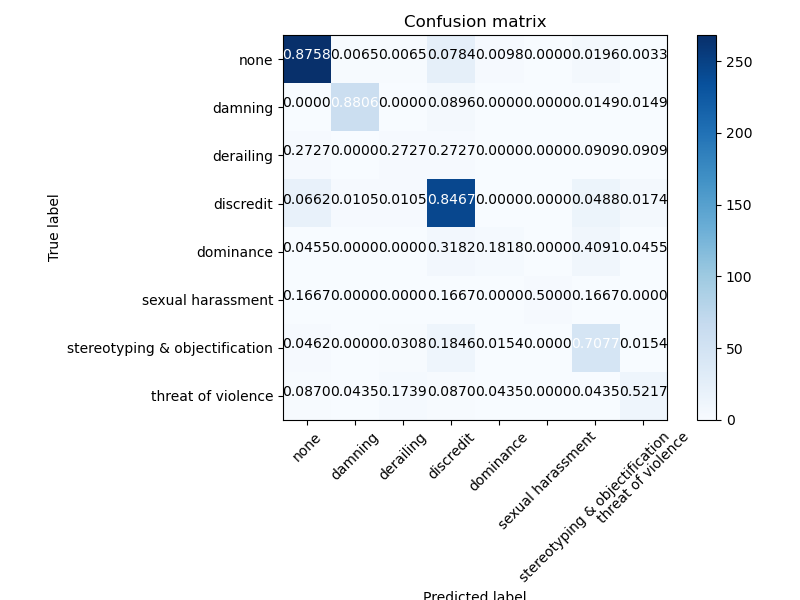 Confusion matrix
none 0.8758 0.0065 0.0065 0.0784 0.0098 0.0000 0.0196 0.0033
damning 0.0000 0.8806 0.0000 0.0896 0.0000 0.0000 0.0149 0.0149
derailing 0.2727 0.0000 0.2727 0.2727 0.0000 0.0000 0.0909 0.0909
discredit 0.0662 0.0105 0.0105 0.8467 0.0000 0.0000 0.0488 0.0174
dominance 0.0455 0.0000 0.0000 0.3182 0.1818 0.0000 0.4091 0.0455
sexual harassment 0.1667 0.0000 0.0000 0.1667 0.0000 0.5000 0.1667 0.0000
stereotyping & objectification 0.0462 0.0000 0.0308 0.1846 0.0154 0.0000 0.7077 0.0154
threat of violence 0.0870 0.0435 0.1739 0.0870 0.0435 0.0000 0.0435 0.5217
True label
none
damning
derailing
discredit
dominance
sexual harassment
stereotyping & objectification
threat of violence
Predicted label
250
200
150
100
50
0